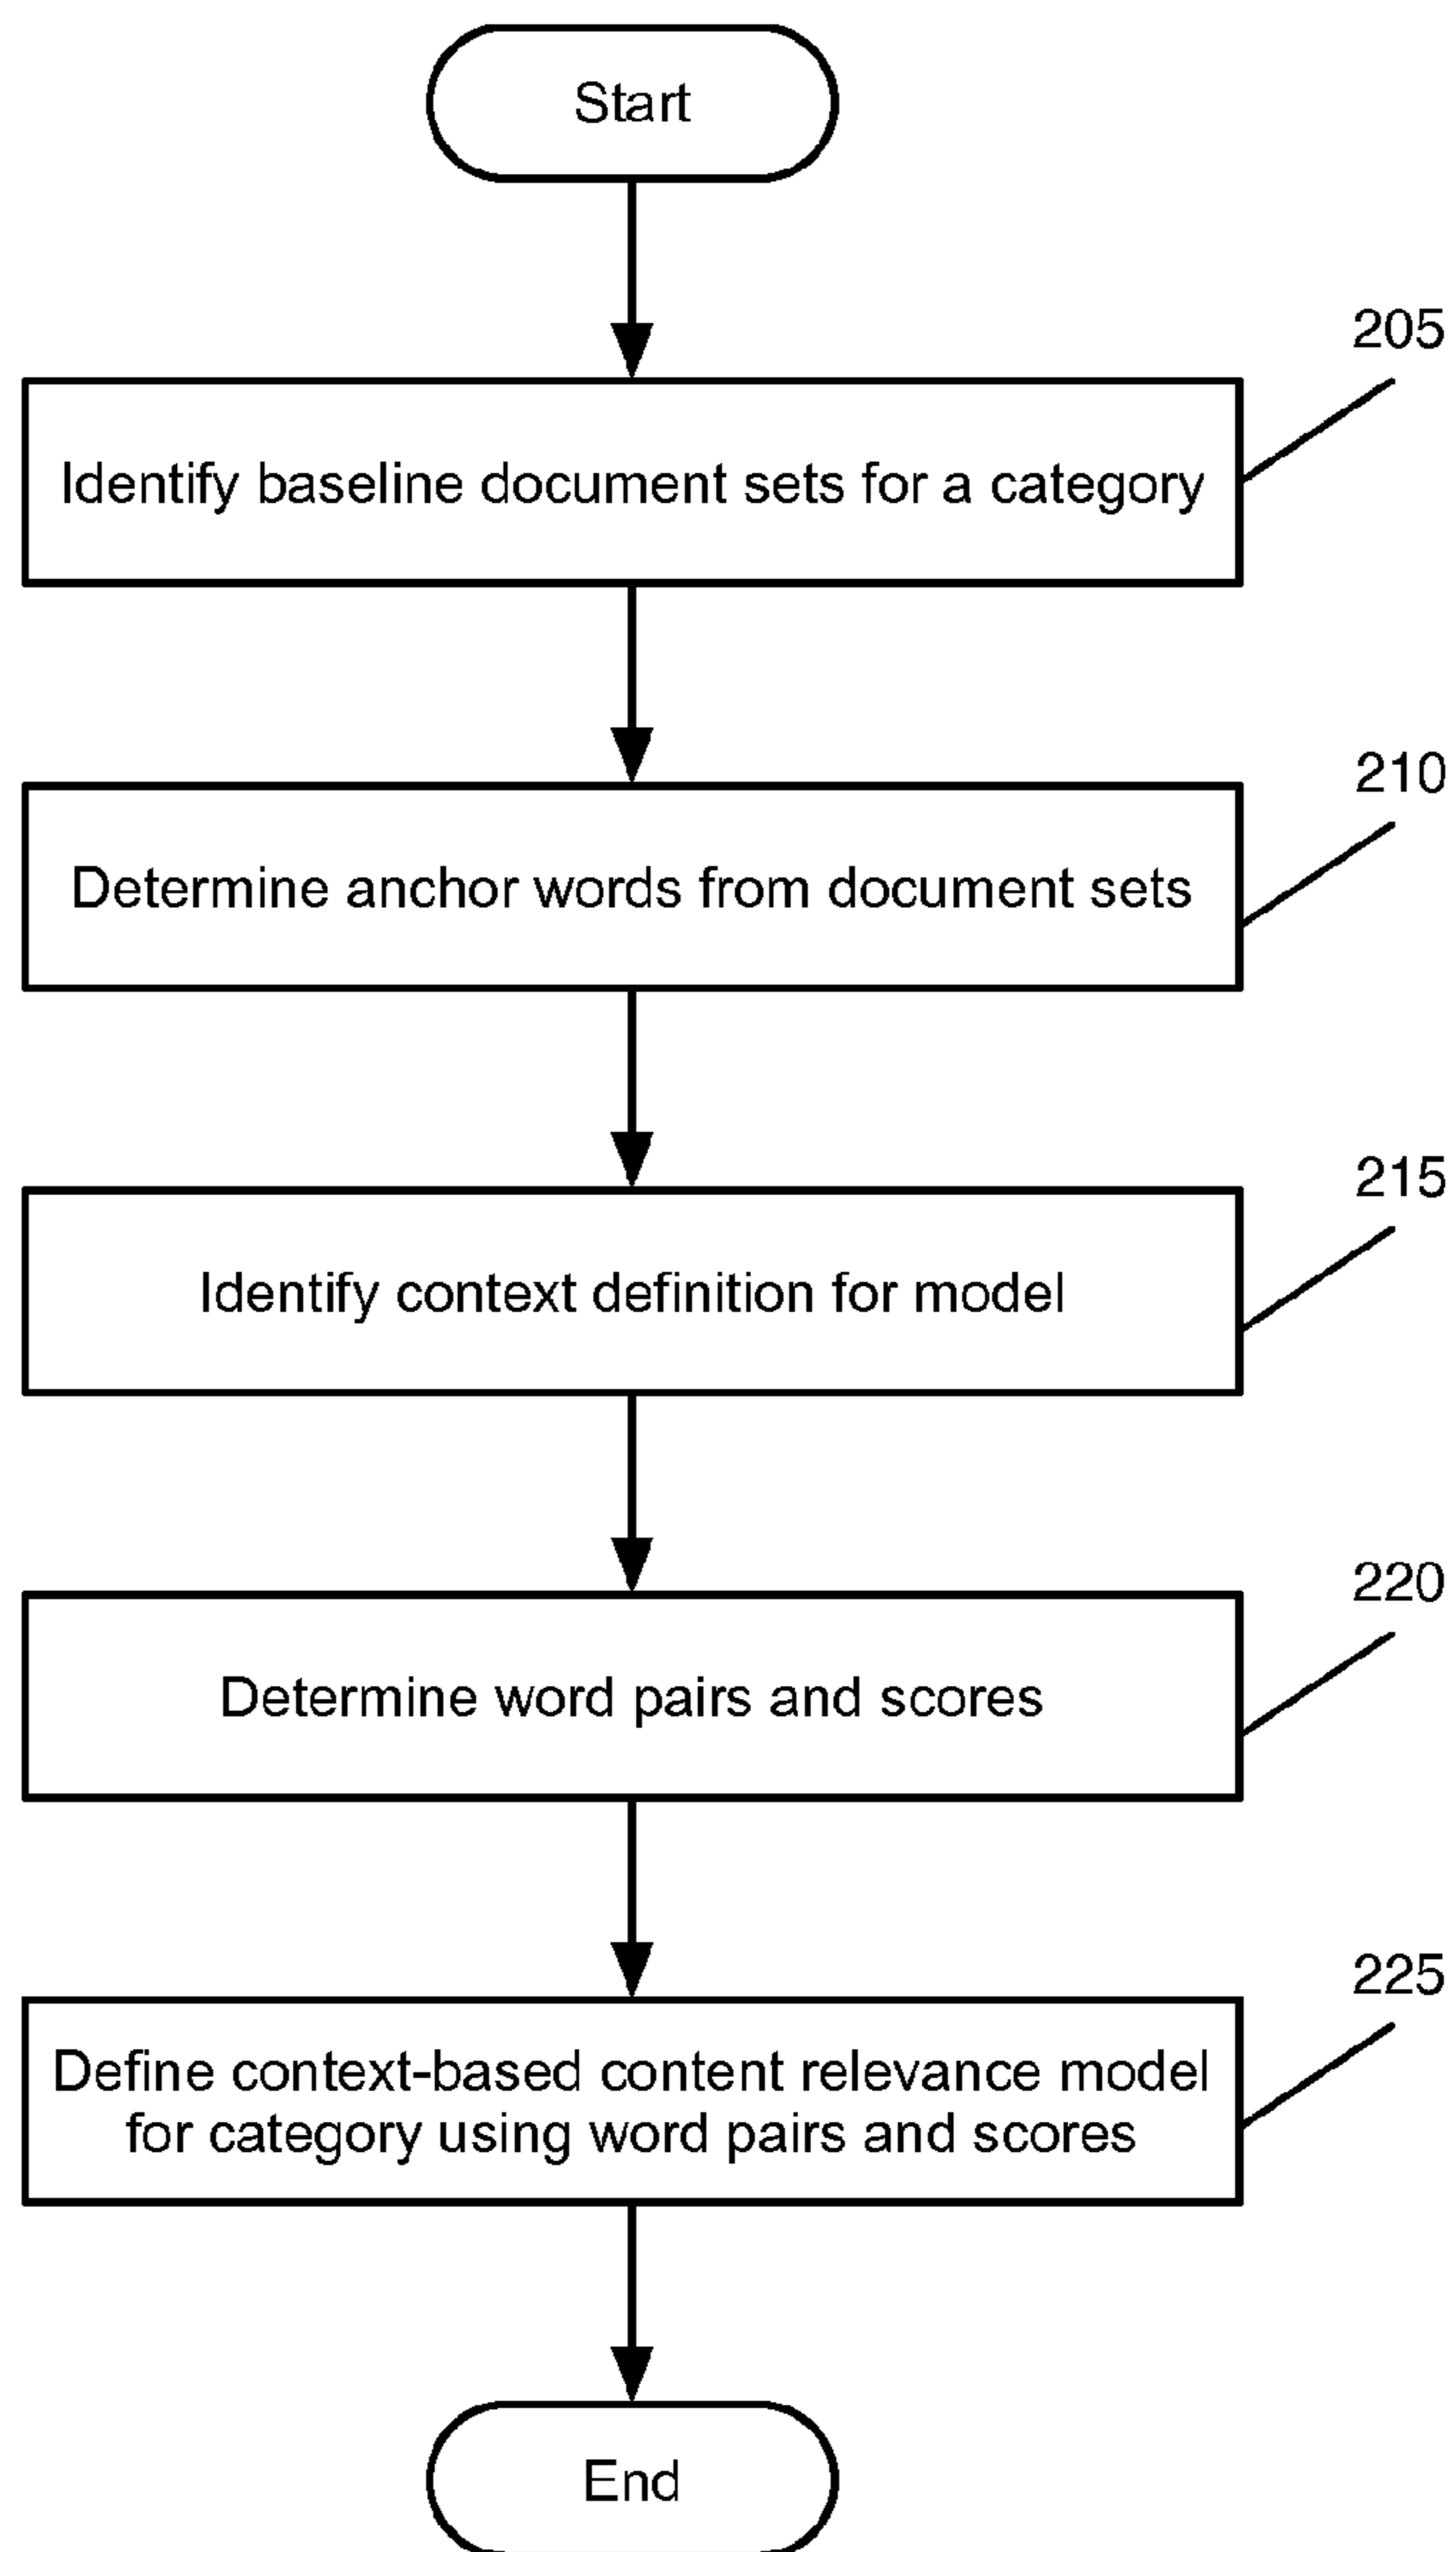 Start
205
Identify baseline document sets for a category
210
Determine anchor words from document sets
215
Identify context definition for model
220
Determine word pairs and scores
225
Define context-based content relevance model
for category using word pairs and scores
End